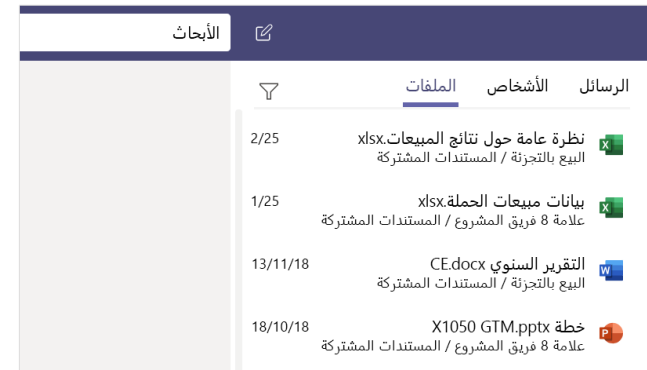 الأبحاث
الرسائل الأشخاص الملفات
نظرة عامة حول نتائج المبيعات.xlsx 2/25
البيع بالتجزئة / المستندات المشتركة
بيانات مبيعات الحملة.xlsx 1/25
علامة 8 فريق المشروع / المستندات المشتركة
التقرير السنوي CE.docx 13/11/18
البيع بالتجزئة / المستندات المشتركة
خطة X1050 GTM.pptx 18/10/18
علامة 8 فريق المشروع / المستندات المشتركة